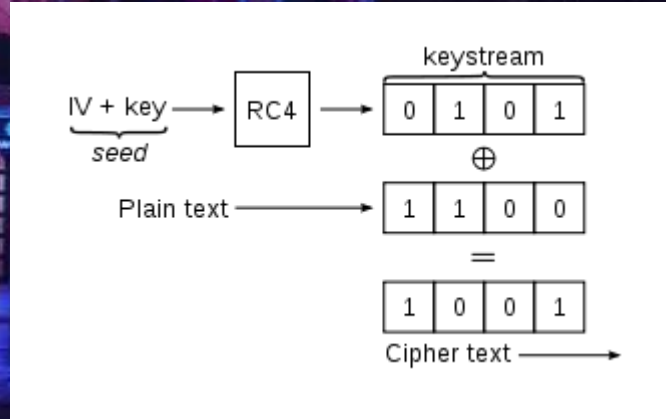 keystream
IV + key
RC4
0 1 0 1
seed
⊕
Plain text
1 1 0 0
=
1 0 0 1
Cipher text